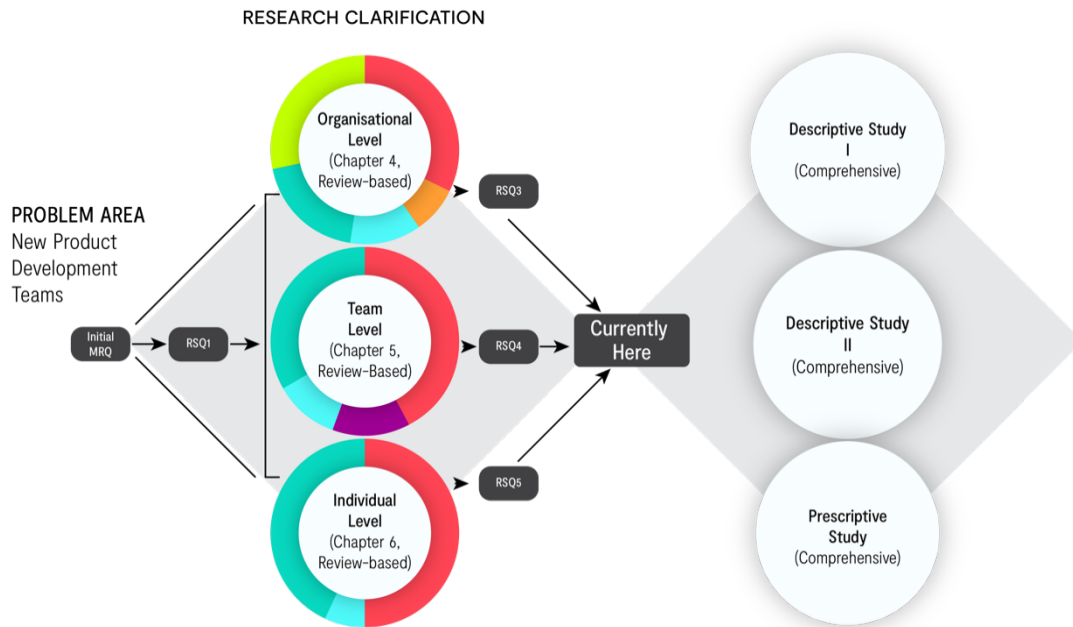 RESEARCH CLARIFICATION
PROBLEM AREA
New Product
Development
Teams
Initial
MRQ
RSQ1
Organisational
Level
(Chapter 4,
Review-based)
RSQ3
Team
Level
(Chapter 5,
Review-Based)
RSQ4
Individual
Level
(Chapter 6,
Review-based)
RSQ5
Currently
Here
Descriptive Study
I
(Comprehensive)
Descriptive Study
II
(Comprehensive)
Prescriptive
Study
(Comprehensive)